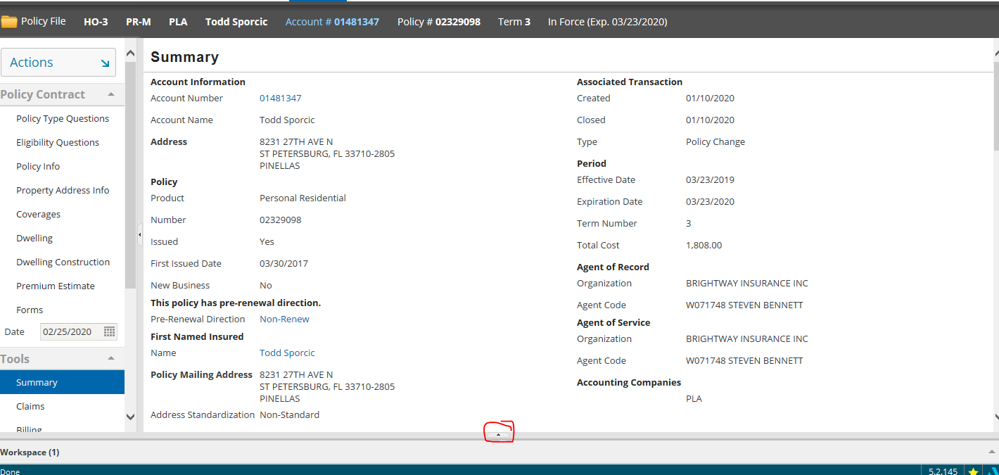 Policy File HO-3 PR-M PLA Todd Sporcic Account # 01481347 Policy # 02329098 Term 3 In Force (Exp. 03/23/2020)
Actions
Policy Contract
Policy Type Questions
Eligibility Questions
Policy Info
Property Address Info
Coverages
Dwelling
Dwelling Construction
Premium Estimate
Forms
Date 02/25/2020
Tools
Summary
Claims
Billing
Summary
Account Information
Account Number 01481347
Account Name Todd Sporcic
Address 8231 27TH AVE N
ST PETERSBURG, FL 33710-2805
PINELLAS
Policy
Product Personal Residential
Number 02329098
Issued Yes
First Issued Date 03/30/2017
New Business No
This policy has pre-renewal direction.
Pre-Renewal Direction Non-Renew
First Named Insured
Name Todd Sporcic
Policy Mailing Address 8231 27TH AVE N
ST PETERSBURG, FL 33710-2805
PINELLAS
Address Standardization Non-Standard
Associated Transaction
Created 01/10/2020
Closed 01/10/2020
Type Policy Change
Period
Effective Date 03/23/2019
Expiration Date 03/23/2020
Term Number 3
Total Cost 1,808.00
Agent of Record
Organization BRIGHTWAY INSURANCE INC
Agent Code W071748 STEVEN BENNETT
Agent of Service
Organization BRIGHTWAY INSURANCE INC
Agent Code W071748 STEVEN BENNETT
Accounting Companies
PLA
Workspace (1)
Done 5.2.145